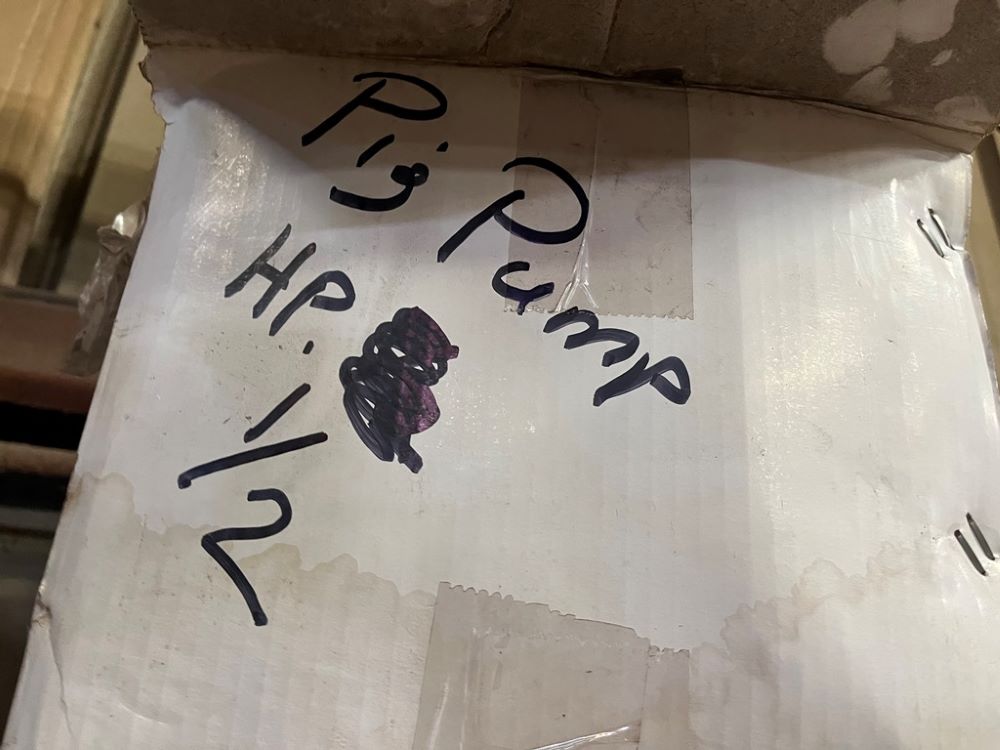 Pig Pump
HP. 1/2